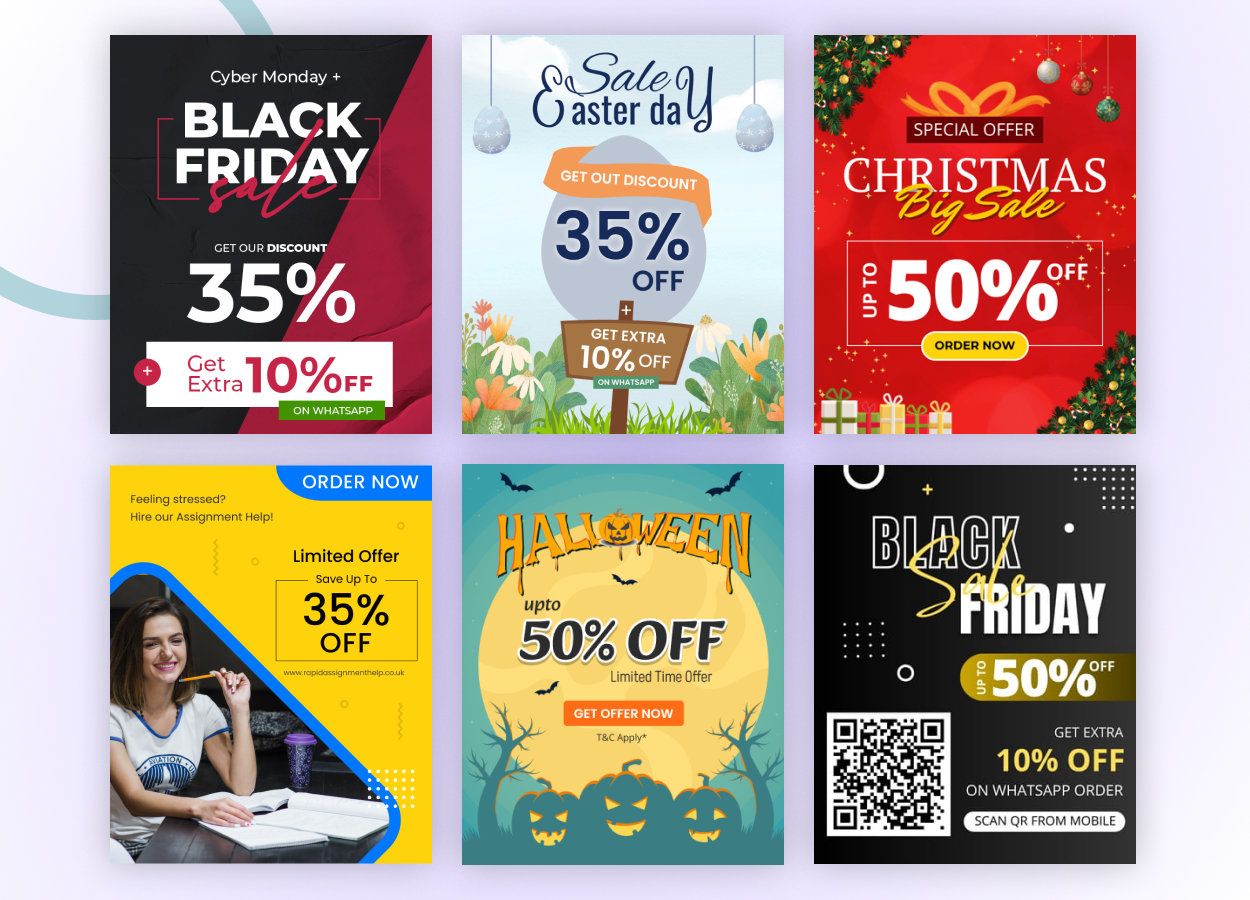 Cyber Monday +
BLACK
FRIDAY
sale
GET OUR DISCOUNT
35%
+
Get
Extra 10%FF
ON WHATSAPP
Sale
Easter day
GET OUT DISCOUNT
35%
OFF
+
GET EXTRA
10% OFF
ON WHATSAPP
SPECIAL OFFER
CHRISTMAS
Big Sale
UP TO 50% OFF
ORDER NOW
ORDER NOW
Feeling stressed?
Hire our Assignment Help!
Limited Offer
Save Up To
35%
OFF
www.rapidassignmenthelp.co.uk
AVIATION
HALLOWEEN
upto
50% OFF
Limited Time Offer
GET OFFER NOW
T&C Apply*
BLACK
Sale
FRIDAY
UP TO 50% OFF
GET EXTRA
10% OFF
ON WHATSAPP ORDER
SCAN QR FROM MOBILE